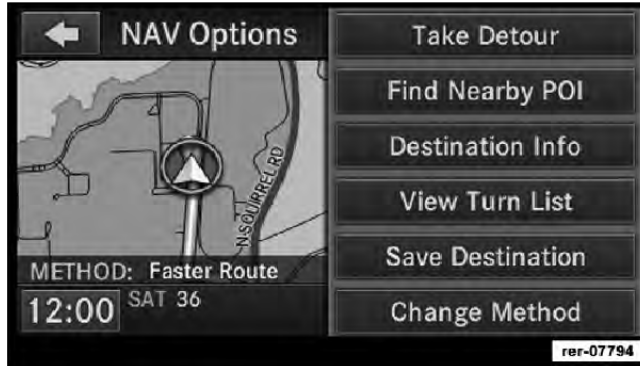 NAV Options
Take Detour
Find Nearby POI
Destination Info
View Turn List
Save Destination
Change Method
N SQUIRREL RD
METHOD: Faster Route
12:00
SAT 36
rer-07794